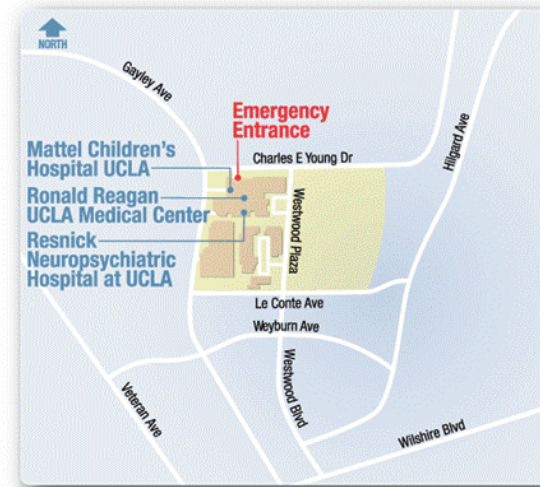 NORTH
Gayley Ave
Emergency
Entrance
Hilgard Ave
Mattel Children's
Hospital UCLA
Charles E Young Dr
Ronald Reagan
UCLA Medical Center
Westwood Plaza
Resnick
Neuropsychiatric
Hospital at UCLA
Le Conte Ave
Weyburn Ave
Westwood Blvd
Veteran Ave
Wilshire Blvd